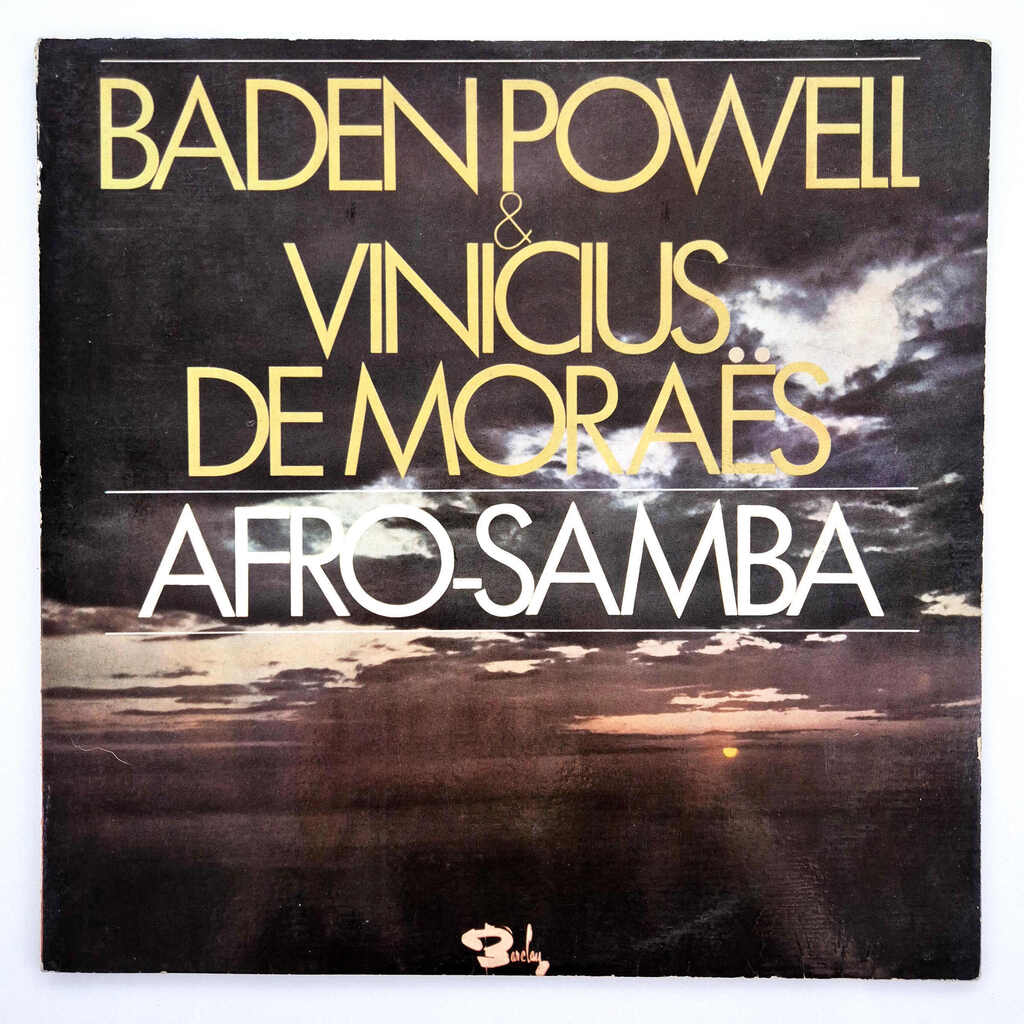 BADEN POWELL
&
VINICIUS
DE MORAËS
AFRO-SAMBA
Barclay